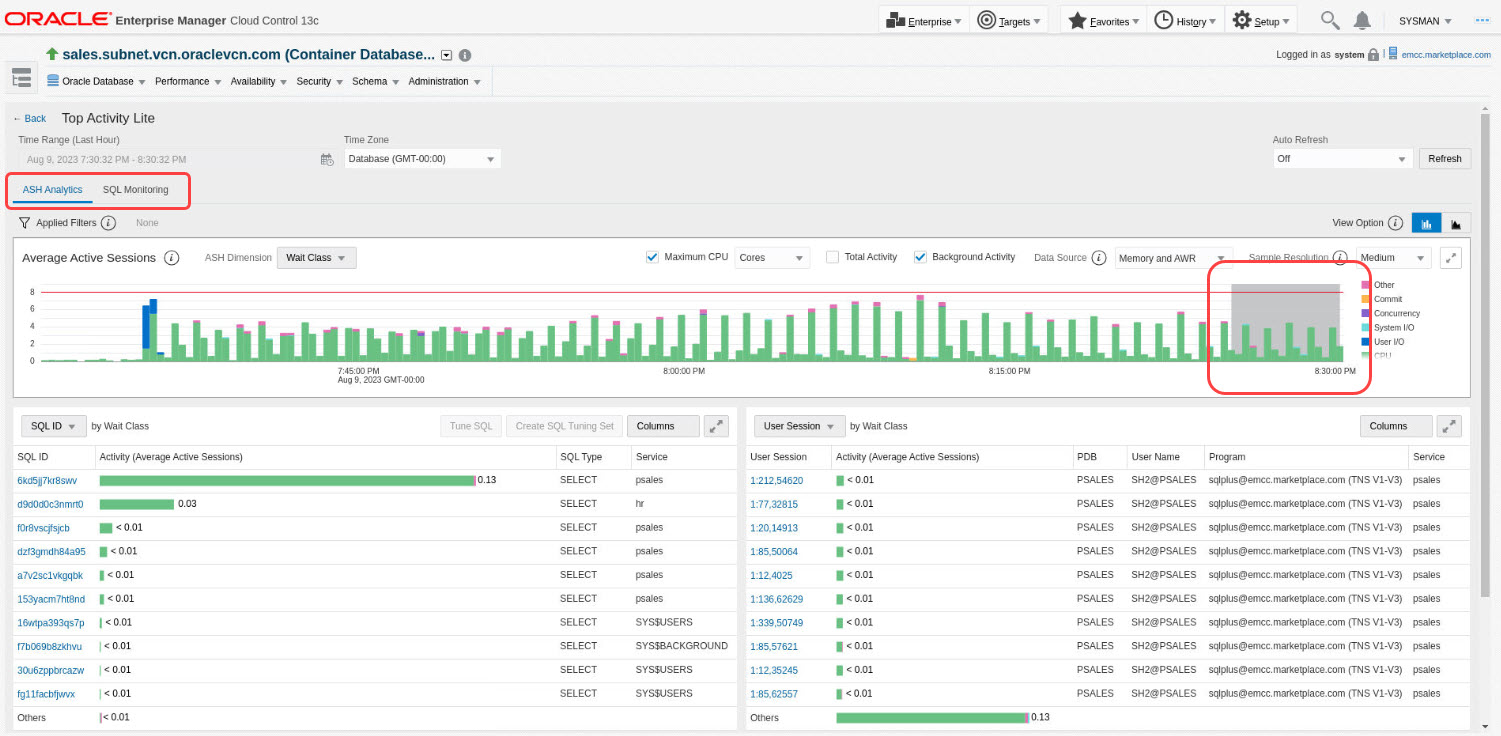 ORACLE Enterprise Manager Cloud Control 13c
Enterprise Targets Favorites History Setup SYSMAN
sales.subnet.vcn.oraclevcn.com (Container Database...
Logged in as system emcc.marketplace.com
Oracle Database Performance Availability Security Schema Administration
← Back Top Activity Lite
Time Range (Last Hour) Time Zone Auto Refresh
Aug 9, 2023 7:30:32 PM - 8:30:32 PM Database (GMT-00:00) Off Refresh
ASH Analytics SQL Monitoring
Applied Filters None View Option
Average Active Sessions ASH Dimension Wait Class Maximum CPU Cores Total Activity Background Activity Data Source Memory and AWR Sample Resolution Medium
8
6
4
2
0
Other
Commit
Concurrency
System I/O
User I/O
CPU
7:45:00 PM 8:00:00 PM 8:15:00 PM 8:30:00 PM
Aug 9, 2023 GMT-00:00
SQL ID by Wait Class Tune SQL Create SQL Tuning Set Columns
SQL ID Activity (Average Active Sessions) SQL Type Service
6kd5jj7kr8swv 0.13 SELECT psales
d9d0d0c3nmrt0 0.03 SELECT hr
f0r8vscjfsjcb < 0.01 SELECT psales
dzf3gmdh84a95 < 0.01 SELECT psales
a7v2sc1vkgqbk < 0.01 SELECT psales
153yacm7ht8nd < 0.01 SELECT psales
16wtpa393qs7p < 0.01 SELECT SYS$USERS
f7b069b8zkhvu < 0.01 SELECT SYS$BACKGROUND
30u6zppbrcazw < 0.01 SELECT SYS$USERS
fg11facbfjwvx < 0.01 SELECT SYS$USERS
Others < 0.01
User Session by Wait Class Columns
User Session Activity (Average Active Sessions) PDB User Name Program Service
1:212,54620 < 0.01 PSALES SH2@PSALES sqlplus@emcc.marketplace.com (TNS V1-V3) psales
1:77,32815 < 0.01 PSALES SH2@PSALES sqlplus@emcc.marketplace.com (TNS V1-V3) psales
1:20,14913 < 0.01 PSALES SH2@PSALES sqlplus@emcc.marketplace.com (TNS V1-V3) psales
1:85,50064 < 0.01 PSALES SH2@PSALES sqlplus@emcc.marketplace.com (TNS V1-V3) psales
1:12,4025 < 0.01 PSALES SH2@PSALES sqlplus@emcc.marketplace.com (TNS V1-V3) psales
1:136,62629 < 0.01 PSALES SH2@PSALES sqlplus@emcc.marketplace.com (TNS V1-V3) psales
1:339,50749 < 0.01 PSALES SH2@PSALES sqlplus@emcc.marketplace.com (TNS V1-V3) psales
1:85,57621 < 0.01 PSALES SH2@PSALES sqlplus@emcc.marketplace.com (TNS V1-V3) psales
1:12,35245 < 0.01 PSALES SH2@PSALES sqlplus@emcc.marketplace.com (TNS V1-V3) psales
1:85,62557 < 0.01 PSALES SH2@PSALES sqlplus@emcc.marketplace.com (TNS V1-V3) psales
Others 0.13